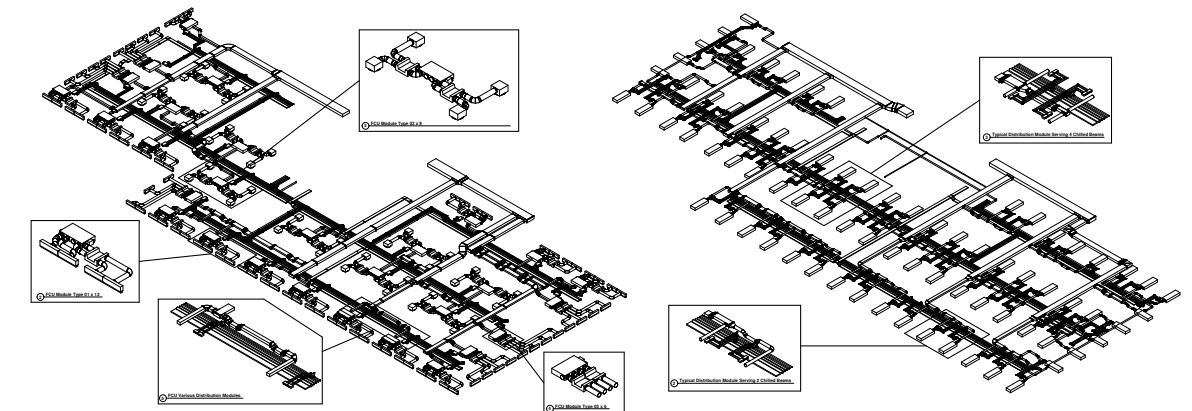 FCU Module Type 02 x 9
Typical Distribution Module Serving 4 Chilled Beams
FCU Module Type 01 x 12
FCU Various Distribution Modules
FCU Module Type 03 x 6
Typical Distribution Module Serving 2 Chilled Beams